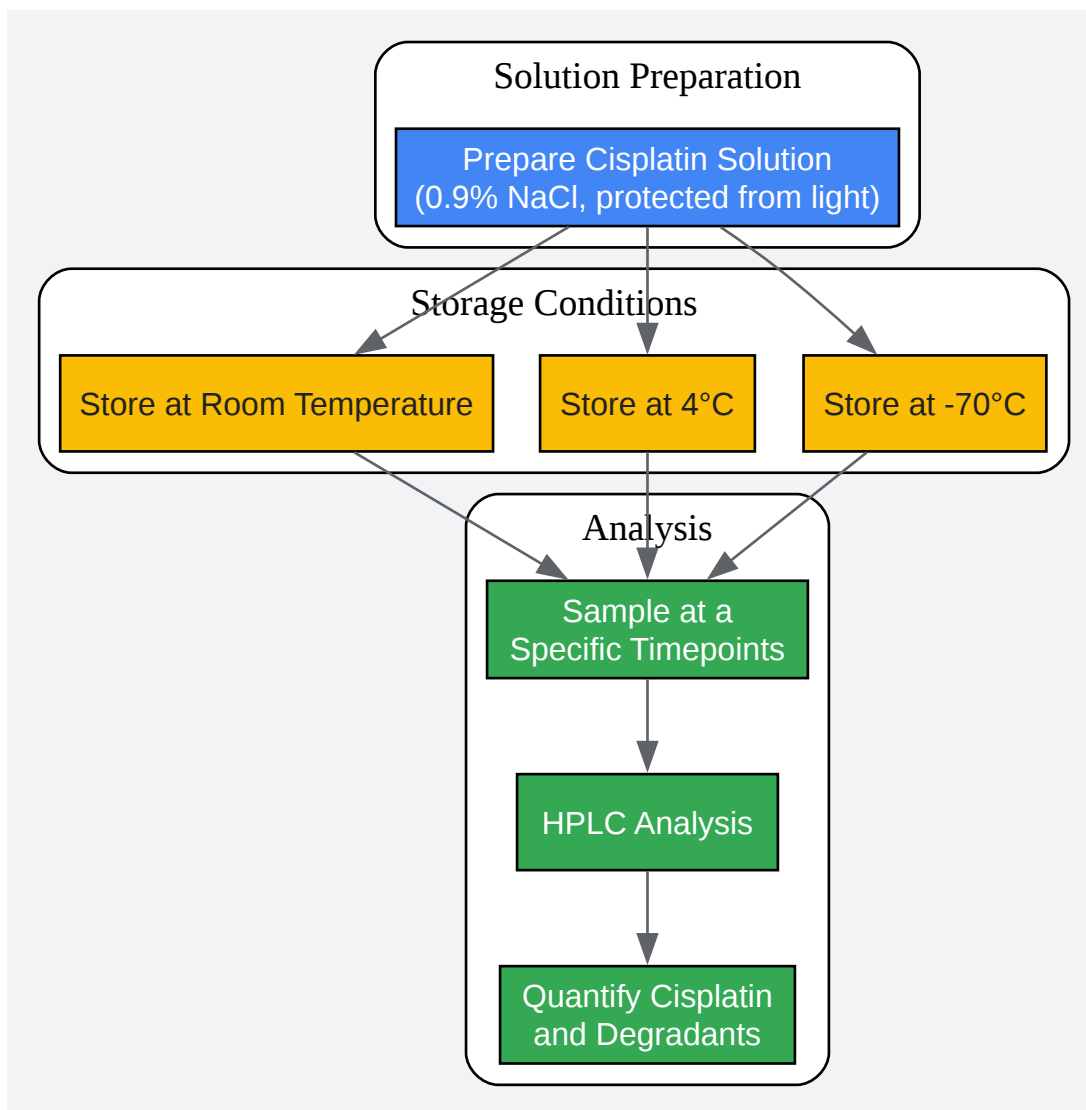 Solution Preparation
Prepare Cisplatin Solution
(0.9% NaCl, protected from light)
Storage Conditions
Store at Room Temperature
Store at 4°C
Store at -70°C
Analysis
Sample at a
Specific Timepoints
HPLC Analysis
Quantify Cisplatin
and Degradants